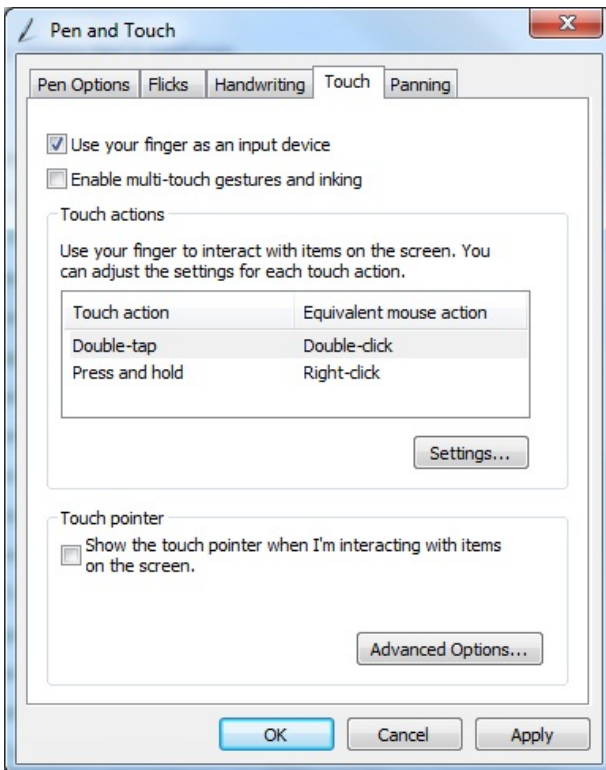 Pen and Touch
Pen Options Flicks Handwriting Touch Panning
Use your finger as an input device
Enable multi-touch gestures and inking
Touch actions
Use your finger to interact with items on the screen. You
can adjust the settings for each touch action.
Touch action Equivalent mouse action
Double-tap Double-click
Press and hold Right-click
Settings...
Touch pointer
Show the touch pointer when I'm interacting with items
on the screen.
Advanced Options...
OK Cancel Apply